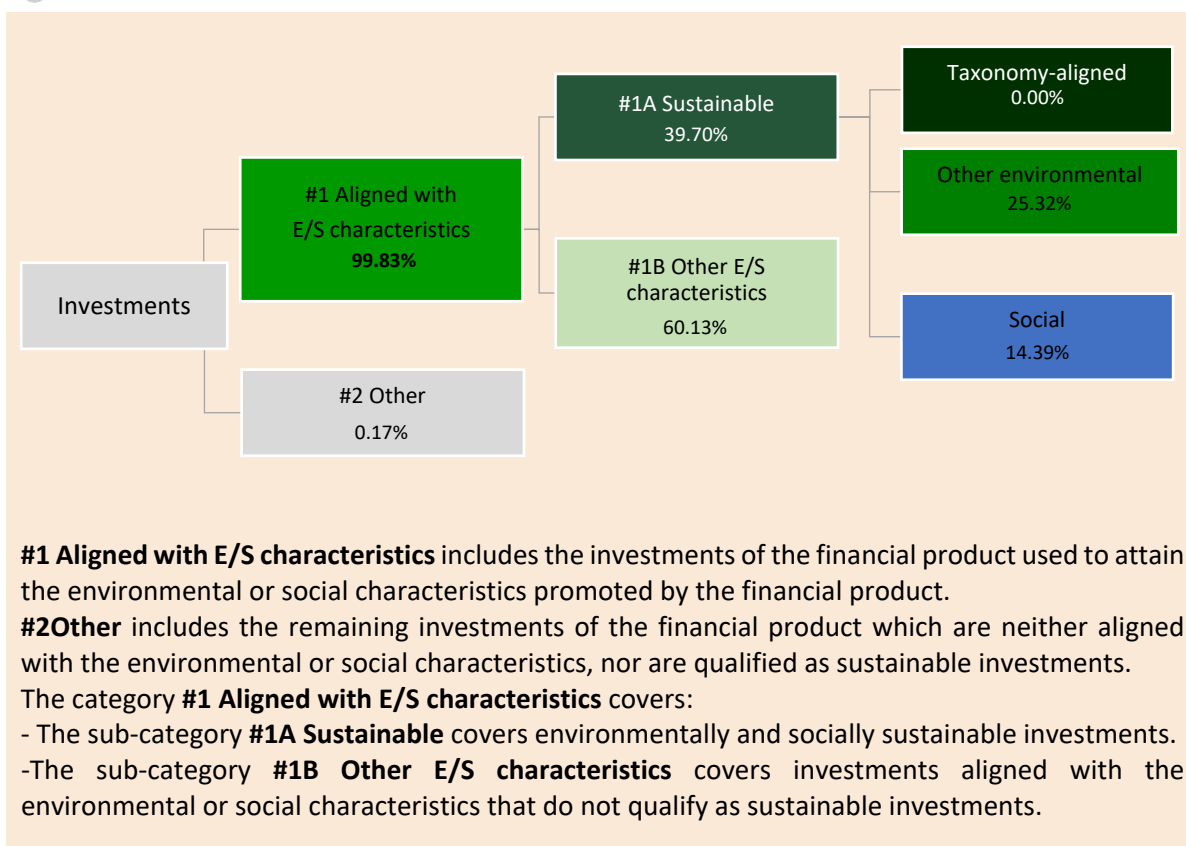 Investments
#1 Aligned with
E/S characteristics
99.83%
#2 Other
0.17%
#1A Sustainable
39.70%
#1B Other E/S
characteristics
60.13%
Taxonomy-aligned
0.00%
Other environmental
25.32%
Social
14.39%
#1 Aligned with E/S characteristics includes the investments of the financial product used to attain
the environmental or social characteristics promoted by the financial product.
#2Other includes the remaining investments of the financial product which are neither aligned
with the environmental or social characteristics, nor are qualified as sustainable investments.
The category #1 Aligned with E/S characteristics covers:
- The sub-category #1A Sustainable covers environmentally and socially sustainable investments.
-The sub-category #1B Other E/S characteristics covers investments aligned with the
environmental or social characteristics that do not qualify as sustainable investments.